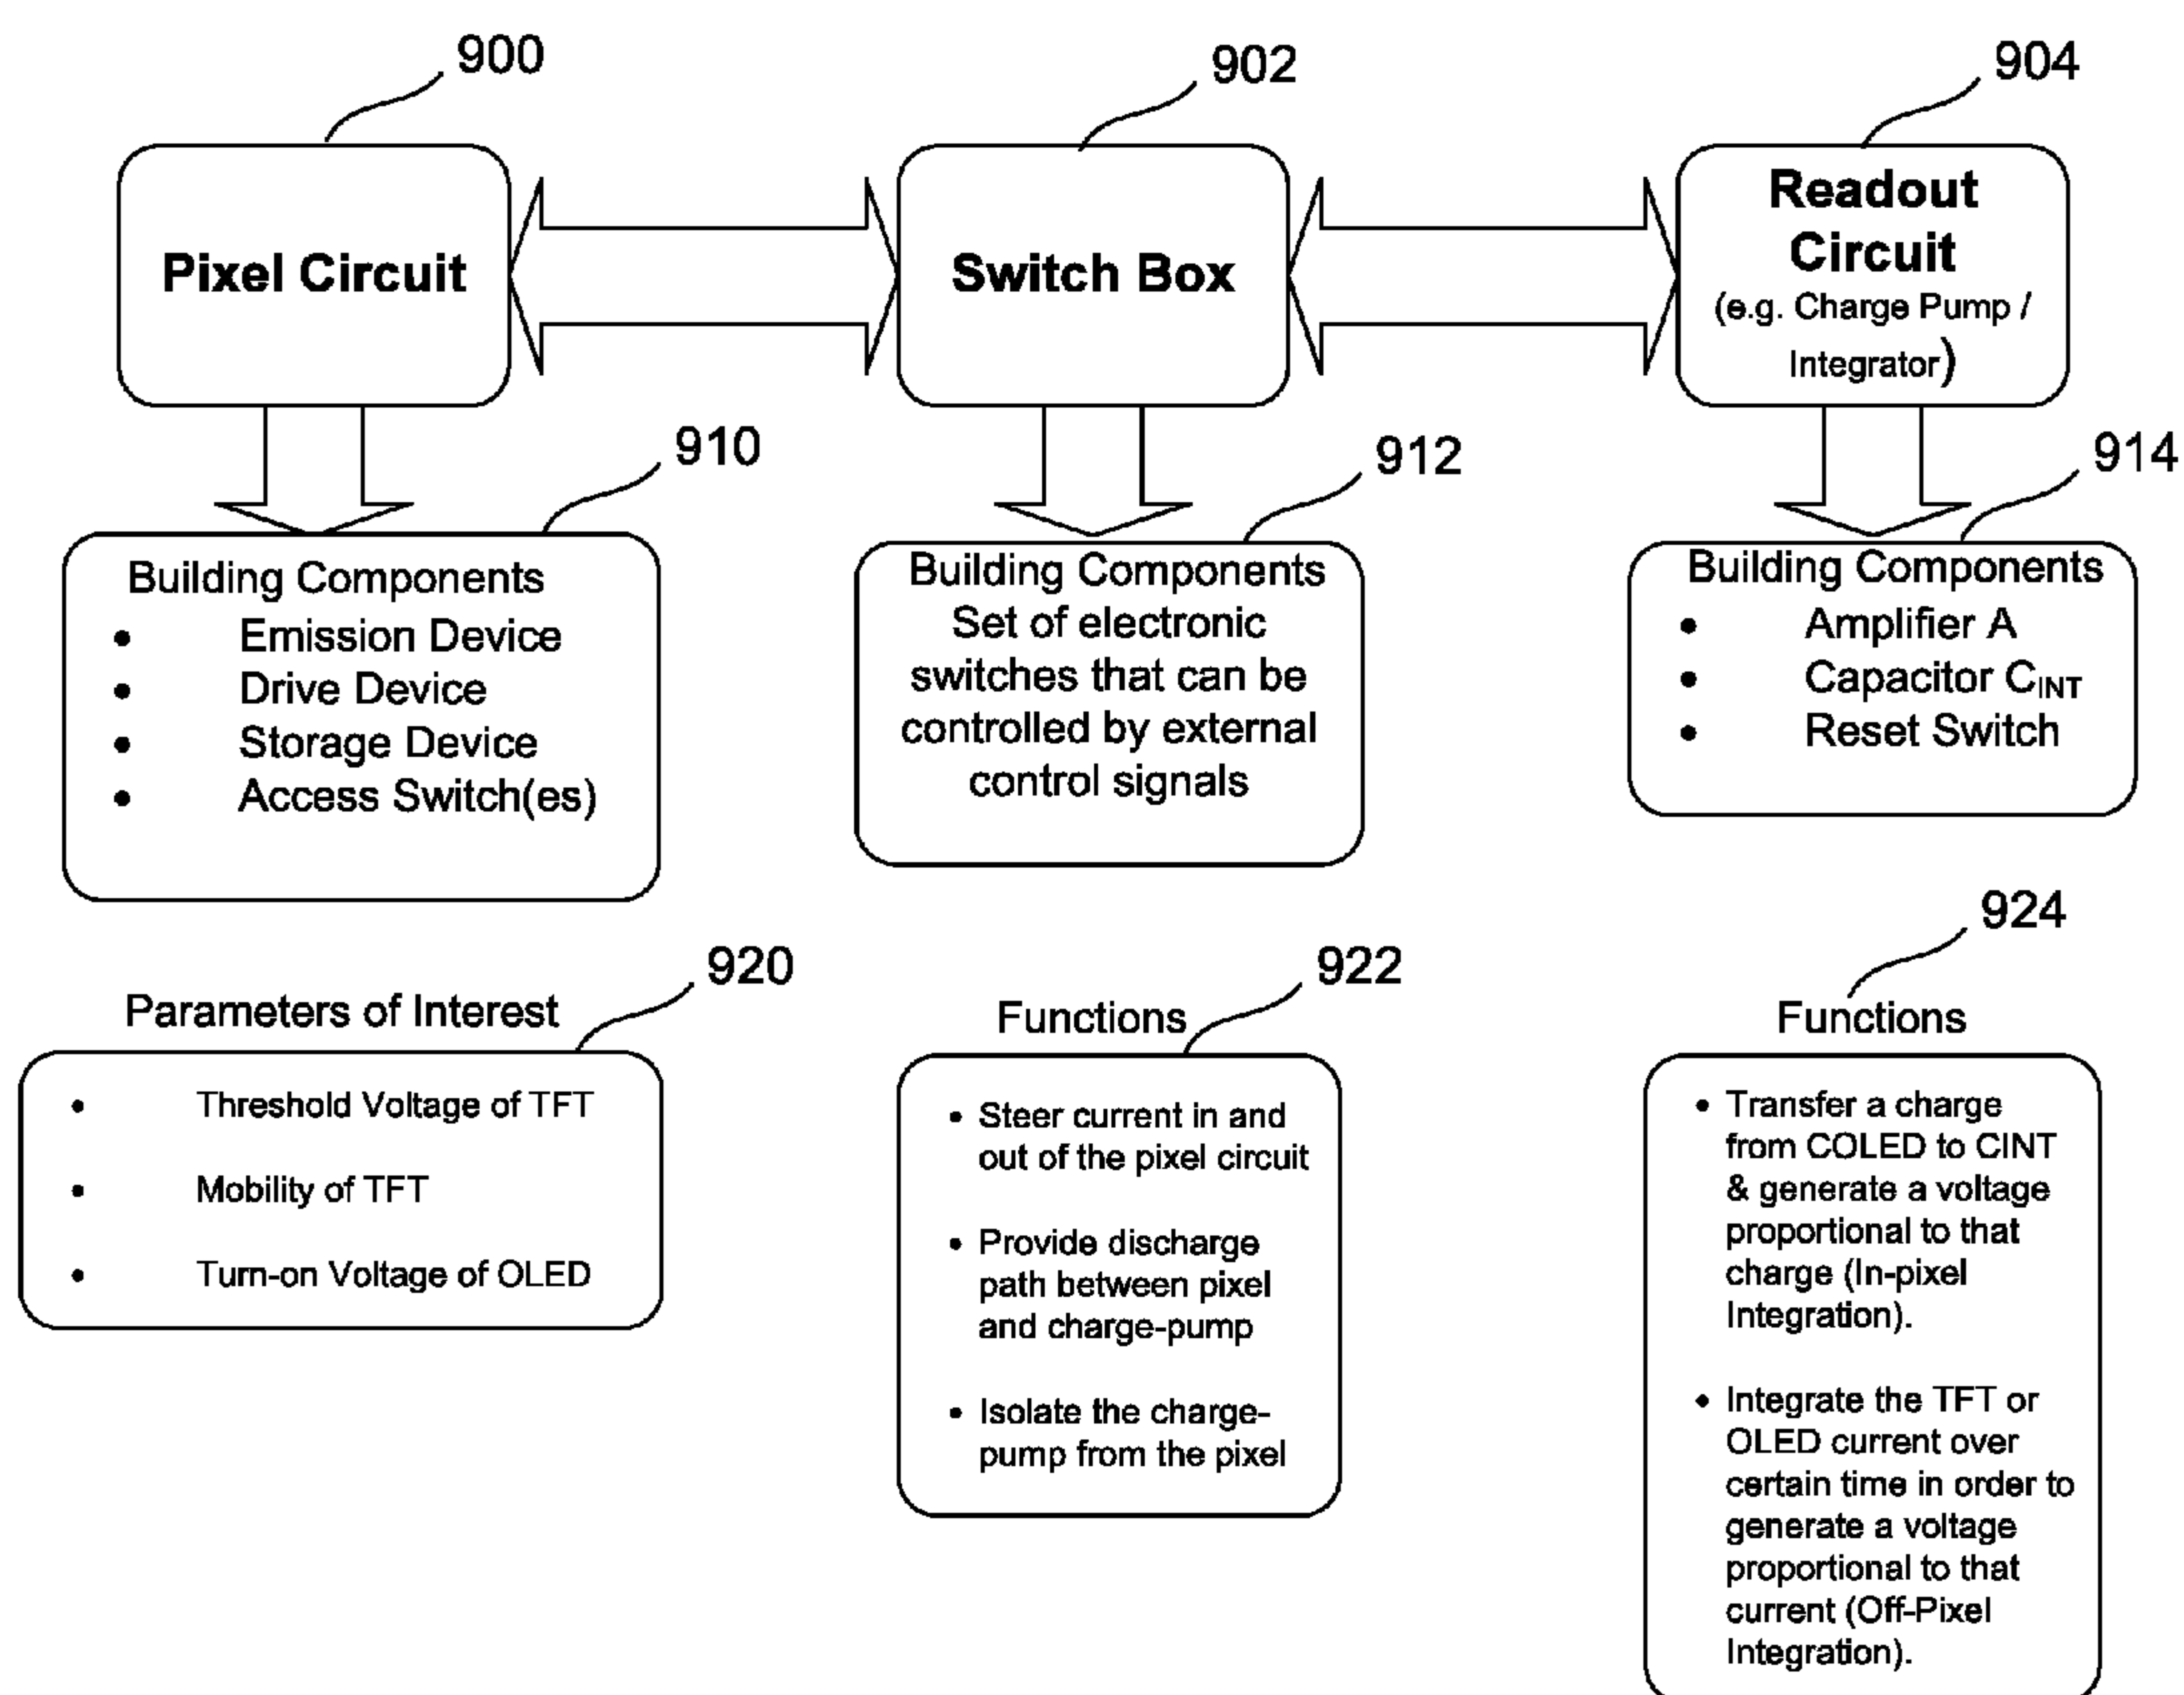 900
902
904
Pixel Circuit
Switch Box
Readout
Circuit
(e.g. Charge Pump /
Integrator)
910
912
914
Building Components
• Emission Device
• Drive Device
• Storage Device
• Access Switch(es)
Building Components
Set of electronic
switches that can be
controlled by external
control signals
Building Components
• Amplifier A
• Capacitor CINT
• Reset Switch
920
922
924
Parameters of Interest
• Threshold Voltage of TFT
• Mobility of TFT
• Turn-on Voltage of OLED
Functions
• Steer current in and
out of the pixel circuit
• Provide discharge
path between pixel
and charge-pump
• Isolate the charge-
pump from the pixel
Functions
• Transfer a charge
from COLED to CINT
& generate a voltage
proportional to that
charge (In-pixel
Integration).
• Integrate the TFT or
OLED current over
certain time in order to
generate a voltage
proportional to that
current (Off-Pixel
Integration).